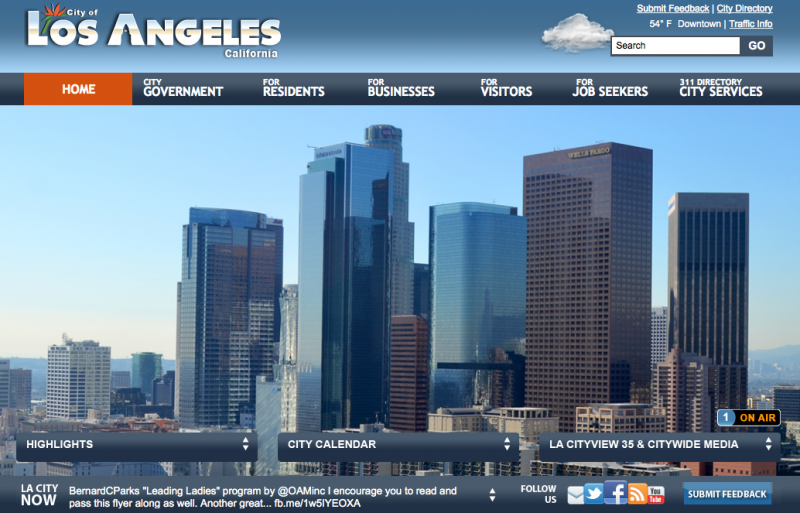 City of
LOS ANGELES
California
Submit Feedback | City Directory
54° F Downtown | Traffic Info
Search
GO
HOME
CITY
GOVERNMENT
FOR
RESIDENTS
FOR
BUSINESSES
FOR
VISITORS
FOR
JOB SEEKERS
311 DIRECTORY
CITY SERVICES
WELLS FARGO
1 ON AIR
HIGHLIGHTS
CITY CALENDAR
LA CITYVIEW 35 & CITYWIDE MEDIA
LA CITY
NOW
BernardCParks "Leading Ladies" program by @OAMinc I encourage you to read and
pass this flyer along as well. Another great... fb.me/1w5lYEOXA
FOLLOW
US
You
Tube
SUBMIT FEEDBACK